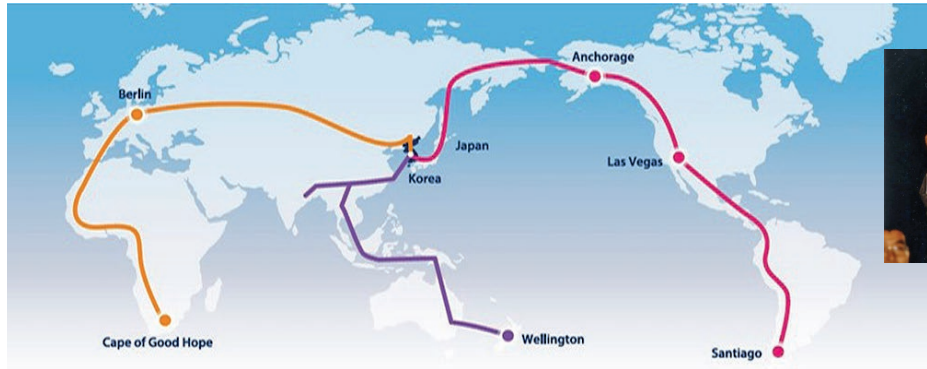 Anchorage
Berlin
Japan
Las Vegas
Korea
Cape of Good Hope
Wellington
Santiago